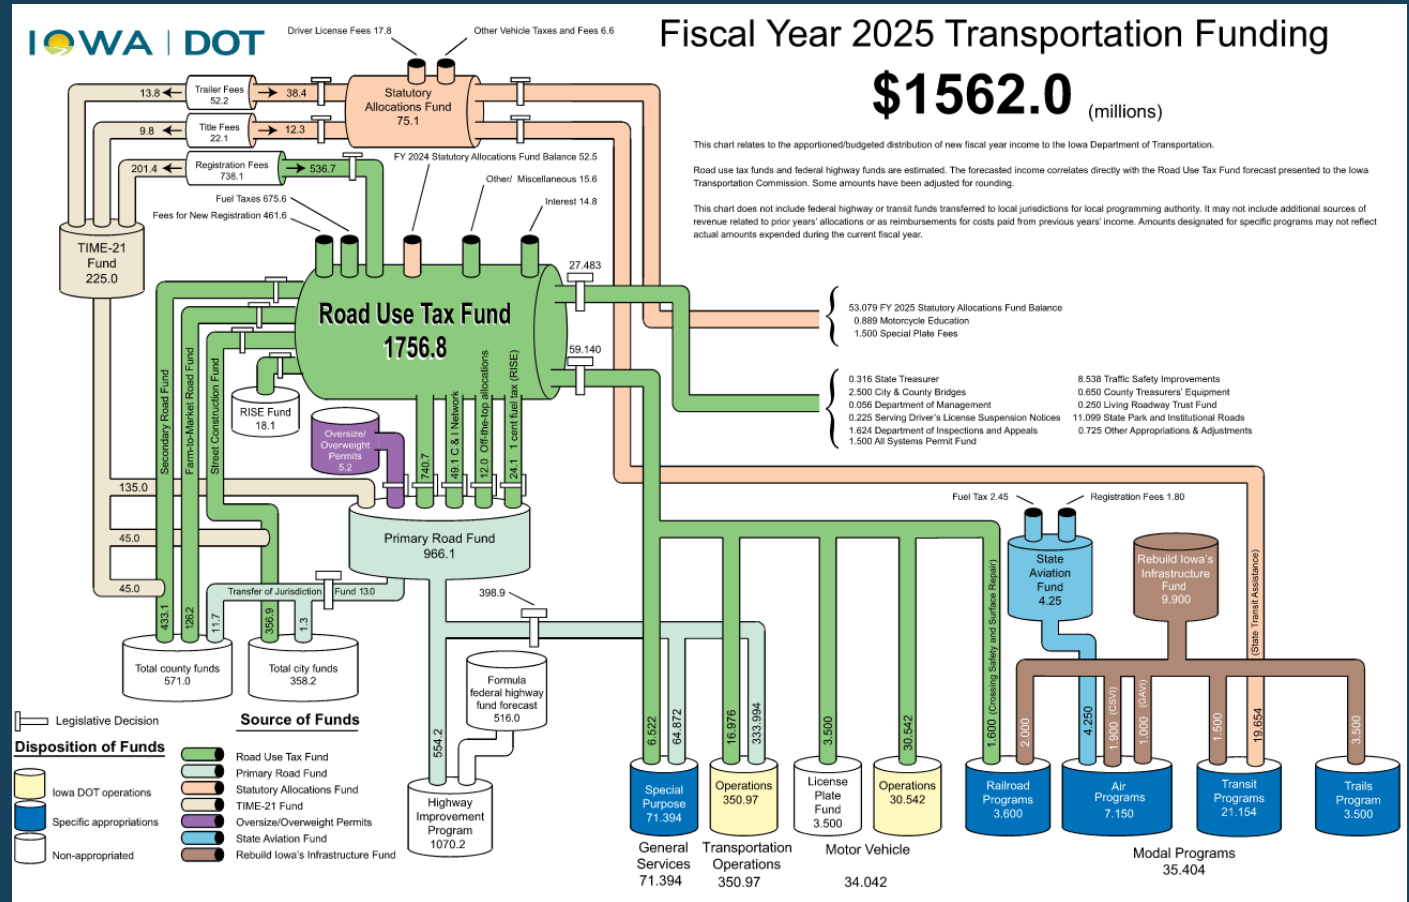 IOWA | DOT
Fiscal Year 2025 Transportation Funding
$1562.0 (millions)
This chart relates to the apportioned/budgeted distribution of new fiscal year income to the Iowa Department of Transportation.
Road use tax funds and federal highway funds are estimated. The forecasted income correlates directly with the Road Use Tax Fund forecast presented to the Iowa
Transportation Commission. Some amounts have been adjusted for rounding.
This chart does not include federal highway or transit funds transferred to local jurisdictions for local programming authority. It may not include additional sources of
revenue related to prior years' allocations or as reimbursements for costs paid from previous years' income. Amounts designated for specific programs may not reflect
actual amounts expended during the current fiscal year.
Driver License Fees 17.8
Other Vehicle Taxes and Fees 6.6
13.8
Trailer Fees
52.2
38.4
Statutory
Allocations Fund
75.1
9.8
Title Fees
22.1
12.3
201.4
Registration Fees
738.1
536.7
FY 2024 Statutory Allocations Fund Balance 52.5
Other/ Miscellaneous 15.6
Interest 14.8
Fuel Taxes 675.6
Fees for New Registration 461.6
TIME-21
Fund
225.0
Road Use Tax Fund
1756.8
27.483
59.140
53.079 FY 2025 Statutory Allocations Fund Balance
0.889 Motorcycle Education
1.500 Special Plate Fees
0.316 State Treasurer
2.500 City & County Bridges
0.056 Department of Management
0.225 Serving Driver's License Suspension Notices
1.624 Department of Inspections and Appeals
1.500 All Systems Permit Fund
8.538 Traffic Safety Improvements
0.650 County Treasurers' Equipment
0.250 Living Roadway Trust Fund
11.099 State Park and Institutional Roads
0.725 Other Appropriations & Adjustments
Secondary Road Fund
Farm-to-Market Road Fund
Street Construction Fund
RISE Fund
18.1
Oversize/
Overweight
Permits
5.2
740.7
49.1 C & I Network
12.0 Off-the-top allocations
24.1 1 cent fuel tax (RISE)
135.0
45.0
45.0
Primary Road Fund
966.1
Transfer of Jurisdiction Fund 13.0
433.1
126.2
11.7
356.9
1.3
398.9
Total county funds
571.0
Total city funds
358.2
Formula
federal highway
fund forecast
516.0
554.2
Highway
Improvement
Program
1070.2
Fuel Tax 2.45
Registration Fees 1.80
State
Aviation
Fund
4.25
Rebuild Iowa's
Infrastructure
Fund
9.900
6.522
64.872
16.976
333.994
3.500
30.542
1.600 (Crossing Safety and Surface Repair)
2.000
4.250
1.900 (CSVI)
1.000 (GAVI)
1.500
19.654
(State Transit Assistance)
3.500
Special
Purpose
71.394
Operations
350.97
License
Plate
Fund
3.500
Operations
30.542
Railroad
Programs
3.600
Air
Programs
7.150
Transit
Programs
21.154
Trails
Program
3.500
General
Services
71.394
Transportation
Operations
350.97
Motor Vehicle
34.042
Modal Programs
35.404
Legislative Decision
Disposition of Funds
Iowa DOT operations
Specific appropriations
Non-appropriated
Source of Funds
Road Use Tax Fund
Primary Road Fund
Statutory Allocations Fund
TIME-21 Fund
Oversize/Overweight Permits
State Aviation Fund
Rebuild Iowa's Infrastructure Fund